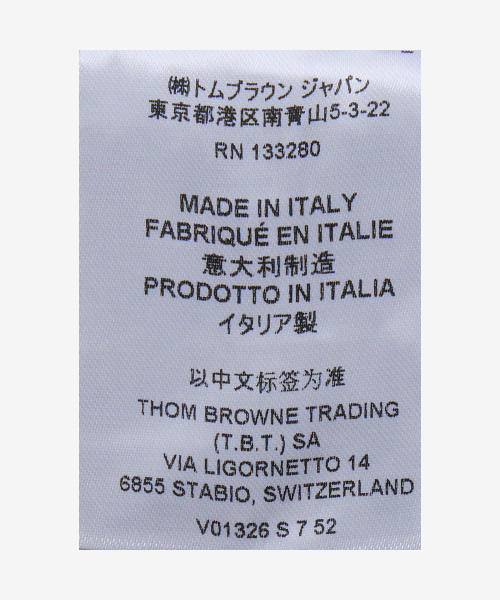 ㈱トムブラウン ジャパン
東京都港区南青山5-3-22
RN 133280
MADE IN ITALY
FABRIQUÉ EN ITALIE
意大利制造
PRODOTTO IN ITALIA
イタリア製
以中文标签为准
THOM BROWNE TRADING
(T.B.T.) SA
VIA LIGORNETTO 14
6855 STABIO, SWITZERLAND
V01326 S 7 52